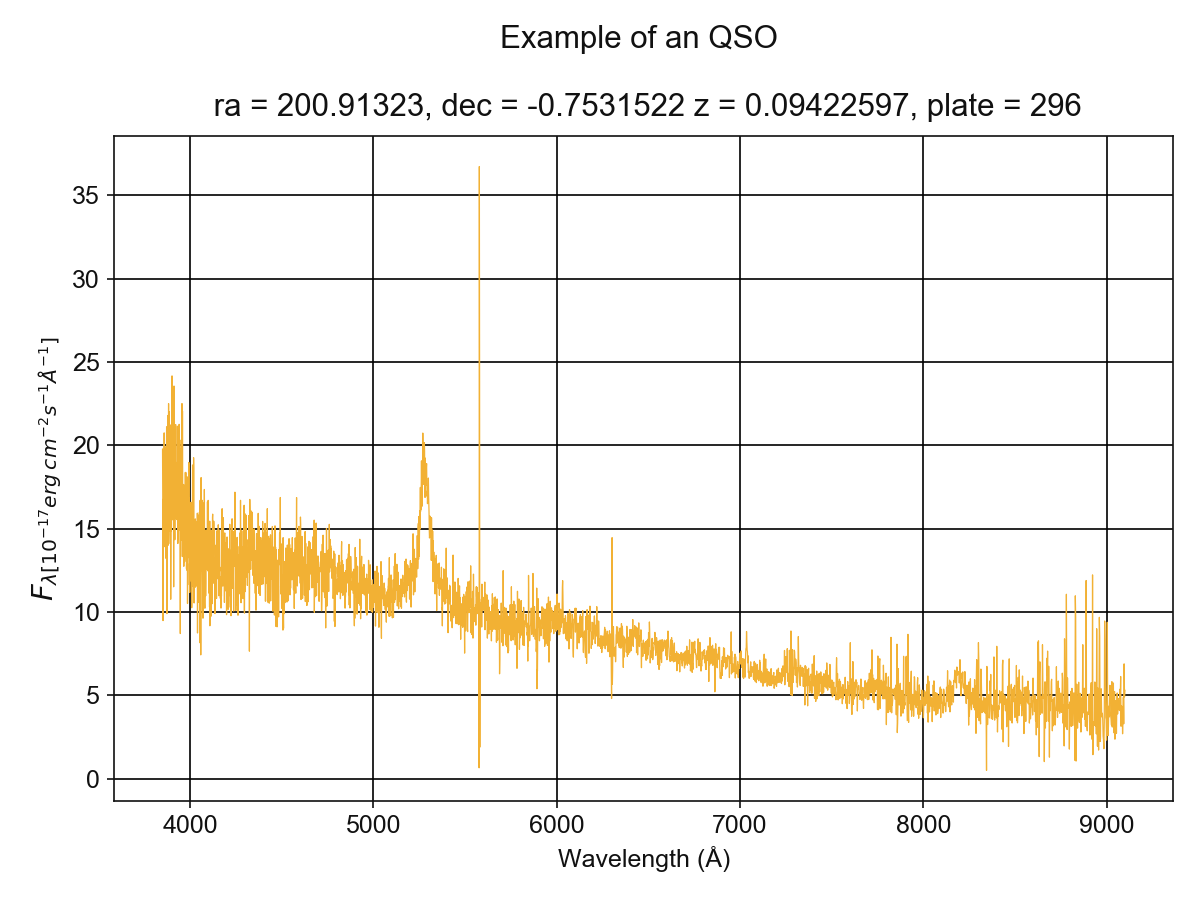 Example of an QSO
ra = 200.91323, dec = -0.7531522 z = 0.09422597, plate = 296
F_{λ[10^{-17} erg cm^{-2} s^{-1} Å^{-1}]}
35
30
25
20
15
10
5
0
4000 5000 6000 7000 8000 9000
Wavelength (Å)